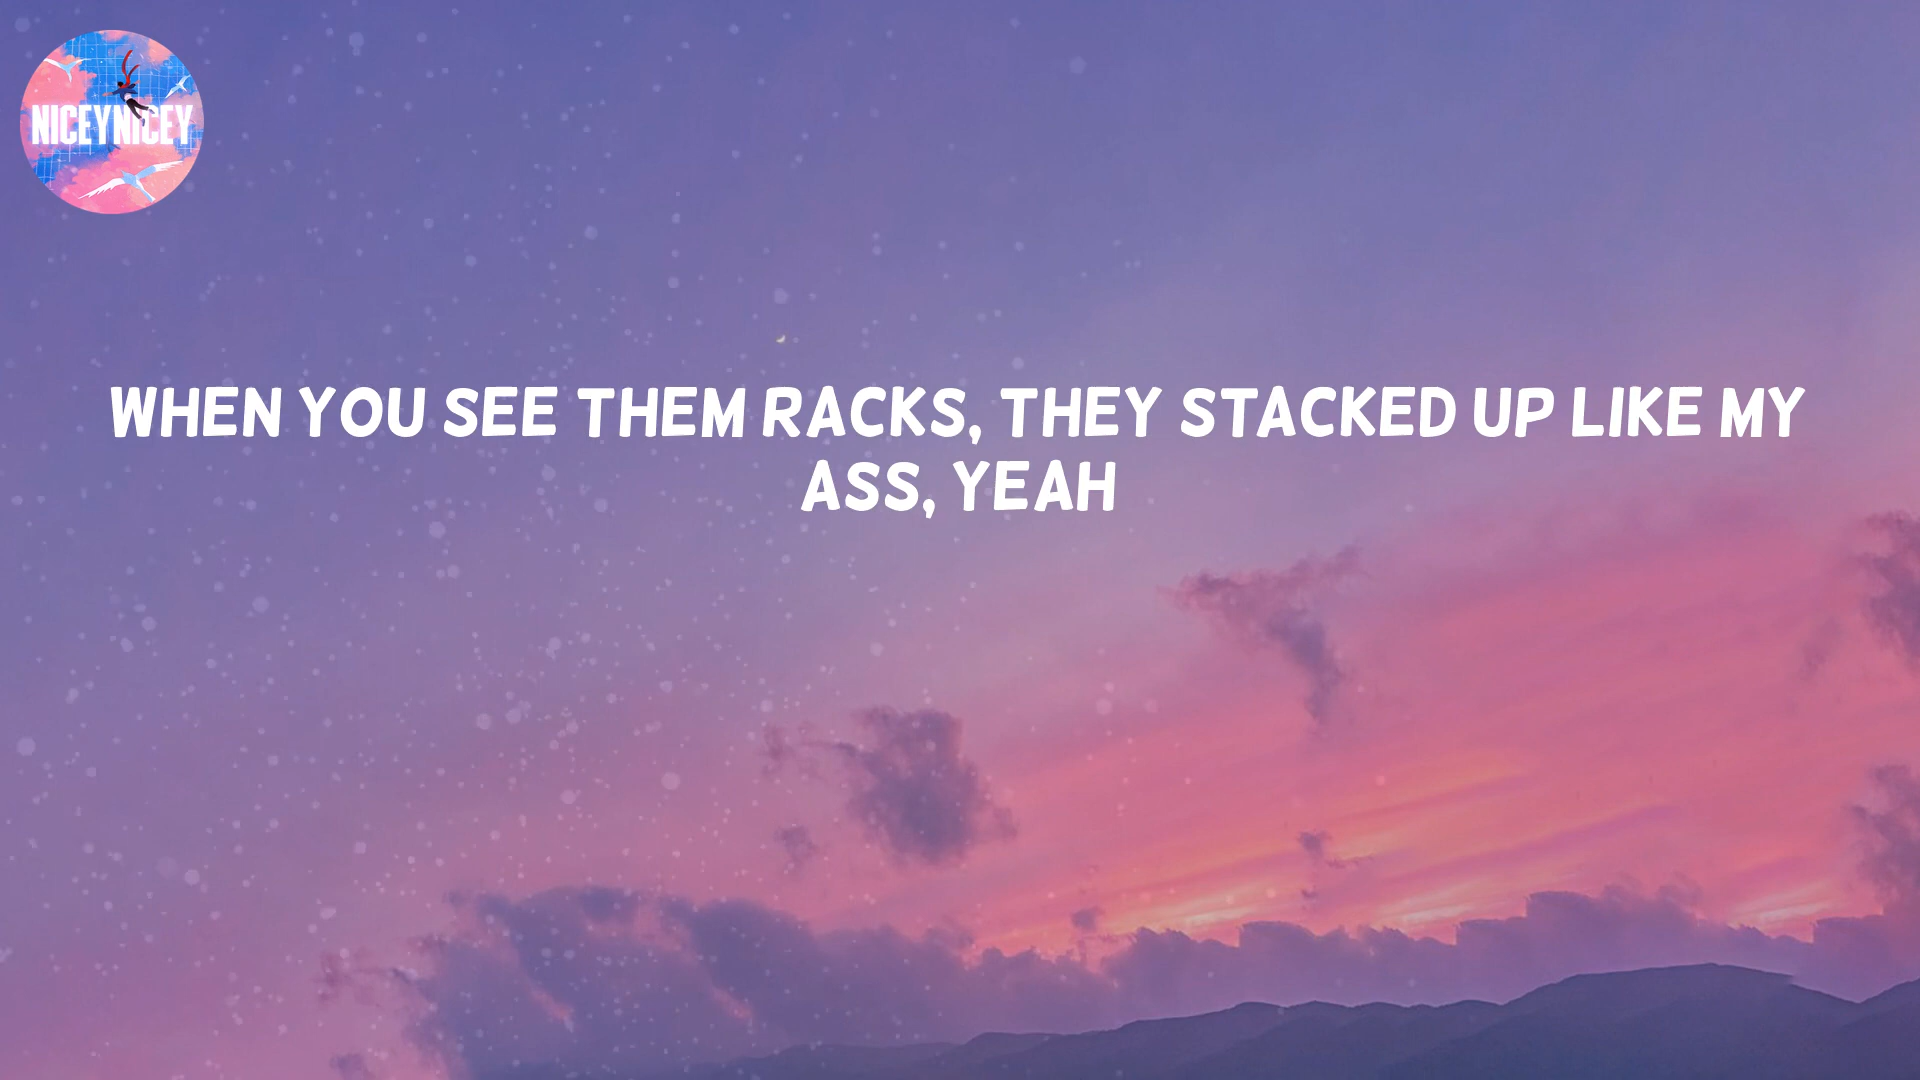 NICEYNICEY
WHEN YOU SEE THEM RACKS, THEY STACKED UP LIKE MY
ASS, YEAH